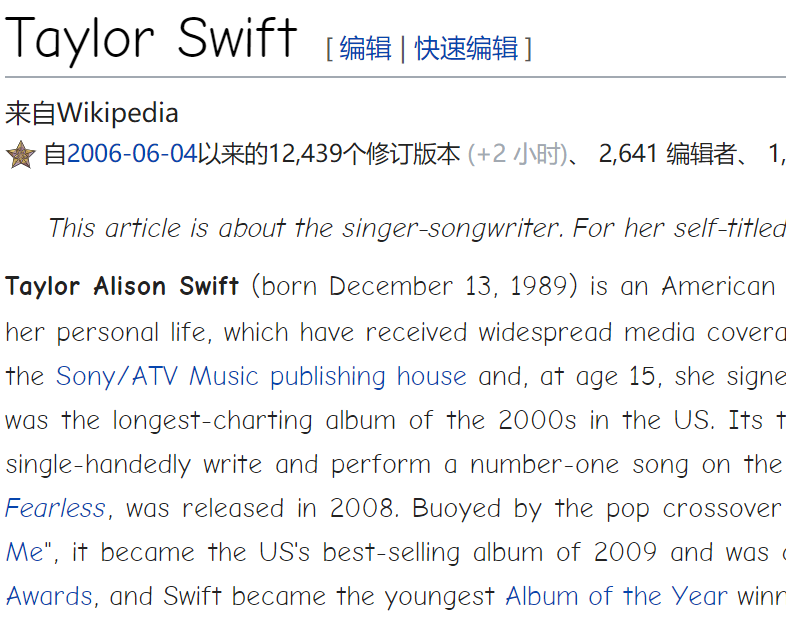 Taylor Swift [ 编辑 | 快速编辑 ]
来自Wikipedia
自2006-06-04以来的12,439个修订版本 (+2 小时)、 2,641 编辑者、 1,
This article is about the singer-songwriter. For her self-titled
Taylor Alison Swift (born December 13, 1989) is an American
her personal life, which have received widespread media covera
the Sony/ATV Music publishing house and, at age 15, she signe
was the longest-charting album of the 2000s in the US. Its t
single-handedly write and perform a number-one song on the
Fearless, was released in 2008. Buoyed by the pop crossover
Me", it became the US's best-selling album of 2009 and was
Awards, and Swift became the youngest Album of the Year winn